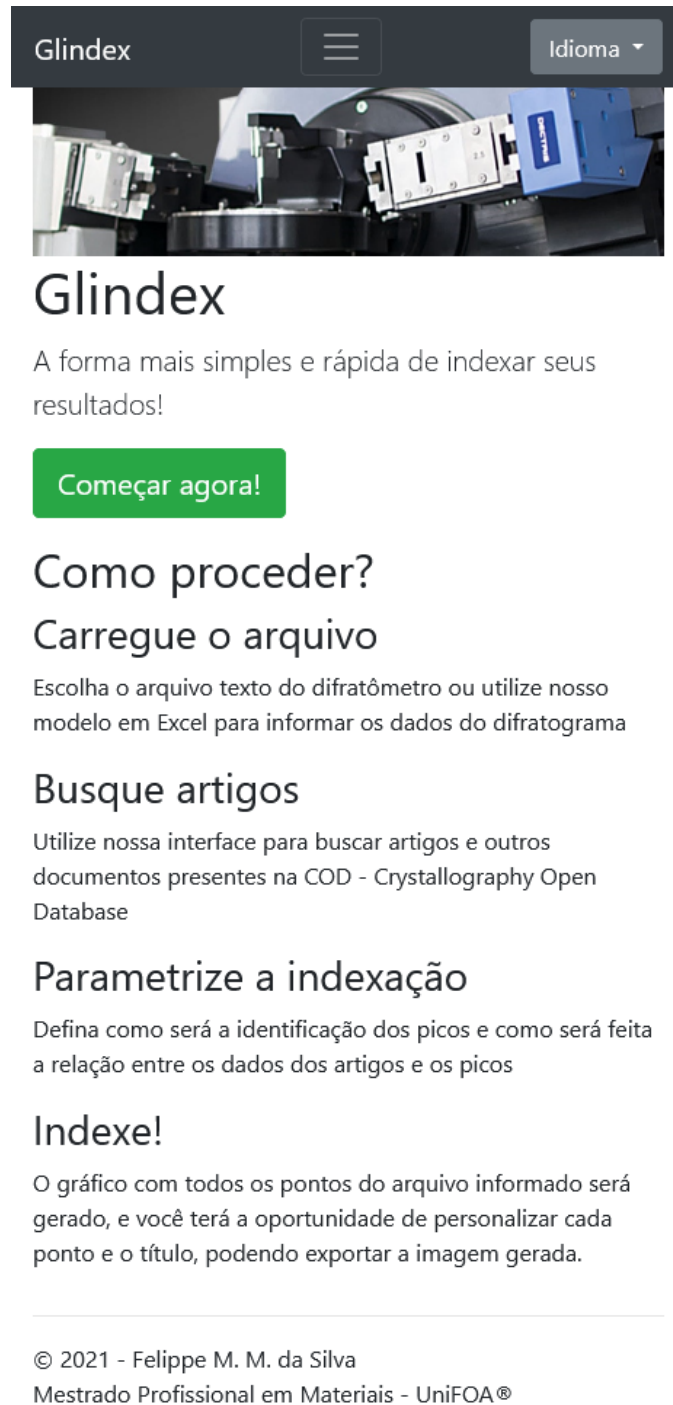 Glindex
Idioma
DECTRIS
2.5
Glindex
A forma mais simples e rápida de indexar seus
resultados!
Começar agora!
Como proceder?
Carregue o arquivo
Escolha o arquivo texto do difratômetro ou utilize nosso
modelo em Excel para informar os dados do difratograma
Busque artigos
Utilize nossa interface para buscar artigos e outros
documentos presentes na COD - Crystallography Open
Database
Parametrize a indexação
Defina como será a identificação dos picos e como será feita
a relação entre os dados dos artigos e os picos
Indexe!
O gráfico com todos os pontos do arquivo informado será
gerado, e você terá a oportunidade de personalizar cada
ponto e o título, podendo exportar a imagem gerada.
© 2021 - Felippe M. M. da Silva
Mestrado Profissional em Materiais - UniFOA®